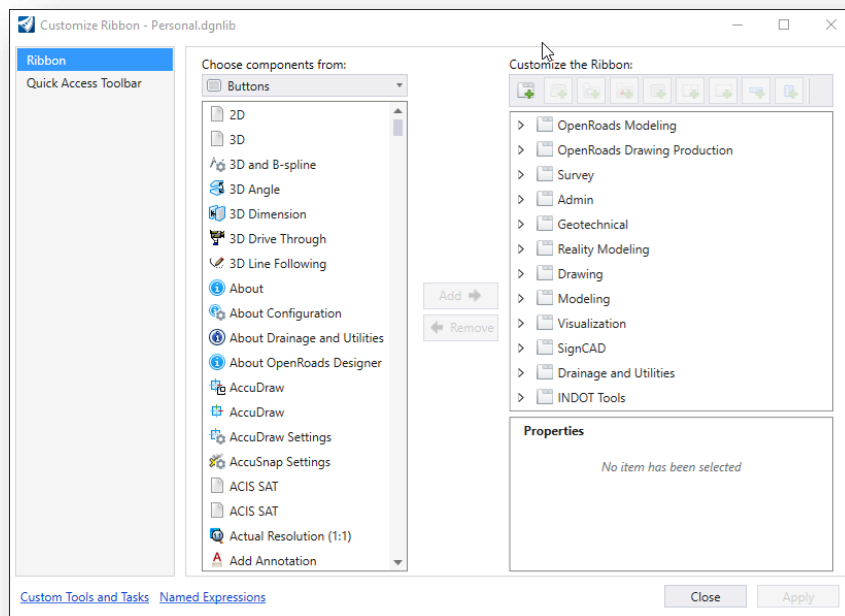 Customize Ribbon - Personal.dgnlib
Ribbon
Quick Access Toolbar
Choose components from:
Buttons
2D
3D
3D and B-spline
3D Angle
3D Dimension
3D Drive Through
3D Line Following
About
About Configuration
About Drainage and Utilities
About OpenRoads Designer
AccuDraw
AccuDraw
AccuDraw Settings
AccuSnap Settings
ACIS SAT
ACIS SAT
Actual Resolution (1:1)
Add Annotation
Add
Remove
Customize the Ribbon:
OpenRoads Modeling
OpenRoads Drawing Production
Survey
Admin
Geotechnical
Reality Modeling
Drawing
Modeling
Visualization
SignCAD
Drainage and Utilities
INDOT Tools
Properties
No item has been selected
Custom Tools and Tasks Named Expressions
Close
Apply